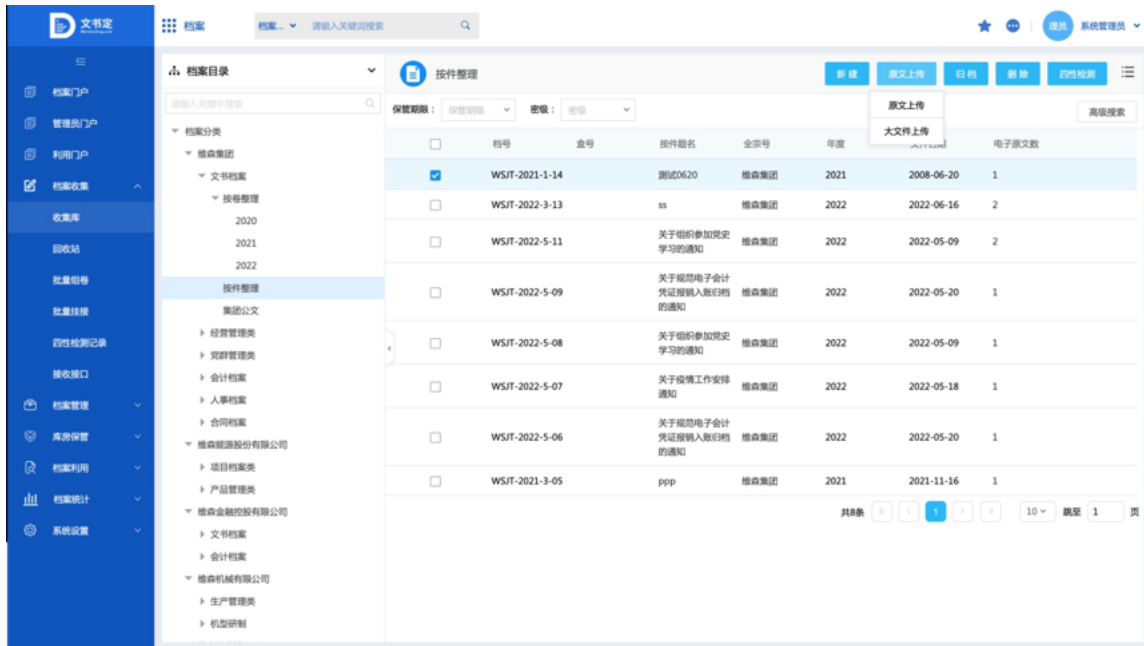 文书定
档案
档案...
请输入关键词搜索
理员
系统管理员
档案门户
管理员门户
利用门户
档案收集
收集库
回收站
批量组卷
批量挂接
四性检测记录
接收接口
档案管理
库房保管
档案利用
档案统计
系统设置
档案目录
请输入关键字搜索
档案分类
维森集团
文书档案
按卷整理
2020
2021
2022
按件整理
集团公文
经营管理类
党群管理类
会计档案
人事档案
合同档案
维森能源股份有限公司
项目档案类
产品管理类
维森金融控股有限公司
文书档案
会计档案
维森机械有限公司
生产管理类
机型研制
按件整理
新建 原文上传 归档 删除 四性检测
原文上传
大文件上传
保管期限： 保管期限 密级： 密级
高级搜索
档号 盒号 按件题名 全宗号 年度 文件日期 电子原文数
WSJT-2021-1-14 测试0620 维森集团 2021 2008-06-20 1
WSJT-2022-3-13 ss 维森集团 2022 2022-06-16 2
WSJT-2022-5-11 关于组织参加党史学习的通知 维森集团 2022 2022-05-09 2
WSJT-2022-5-09 关于规范电子会计凭证报销入账归档的通知 维森集团 2022 2022-05-20 1
WSJT-2022-5-08 关于组织参加党史学习的通知 维森集团 2022 2022-05-09 1
WSJT-2022-5-07 关于疫情工作安排通知 维森集团 2022 2022-05-18 1
WSJT-2022-5-06 关于规范电子会计凭证报销入账归档的通知 维森集团 2022 2022-05-20 1
WSJT-2021-3-05 ppp 维森集团 2021 2021-11-16 1
共8条 1 10 跳至 1 页